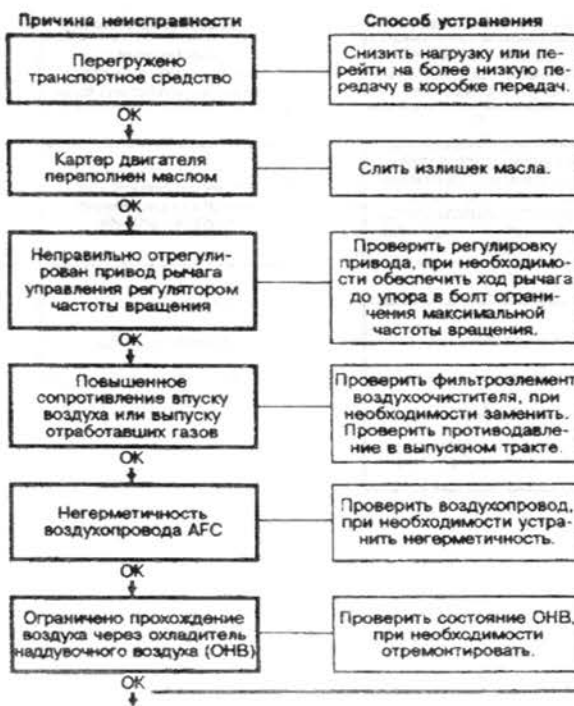 Причина неисправности
Способ устранения
Перегружено
транспортное средство
Снизить нагрузку или пе-
рейти на более низкую пе-
редачу в коробке передач.
ОК
Картер двигателя
переполнен маслом
Слить излишек масла.
ОК
Неправильно отрегули-
рован привод рычага
управления регулятором
частоты вращения
Проверить регулировку
привода, при необходимо-
сти обеспечить ход рычага
до упора в болт ограни-
чения максимальной
частоты вращения.
ОК
Повышенное
сопротивление впуску
воздуха или выпуску
отработавших газов
Проверить фильтроэлемент
воздухоочистителя, при
необходимости заменить.
Проверить противодавле-
ние в выпускном тракте.
ОК
Негерметичность
воздухопровода AFC
Проверить воздухопровод,
при необходимости устра-
нить негерметичность.
ОК
Ограничено прохождение
воздуха через охладитель
наддувочного воздуха (ОНВ)
Проверить состояние ОНВ,
при необходимости
отремонтировать.
ОК